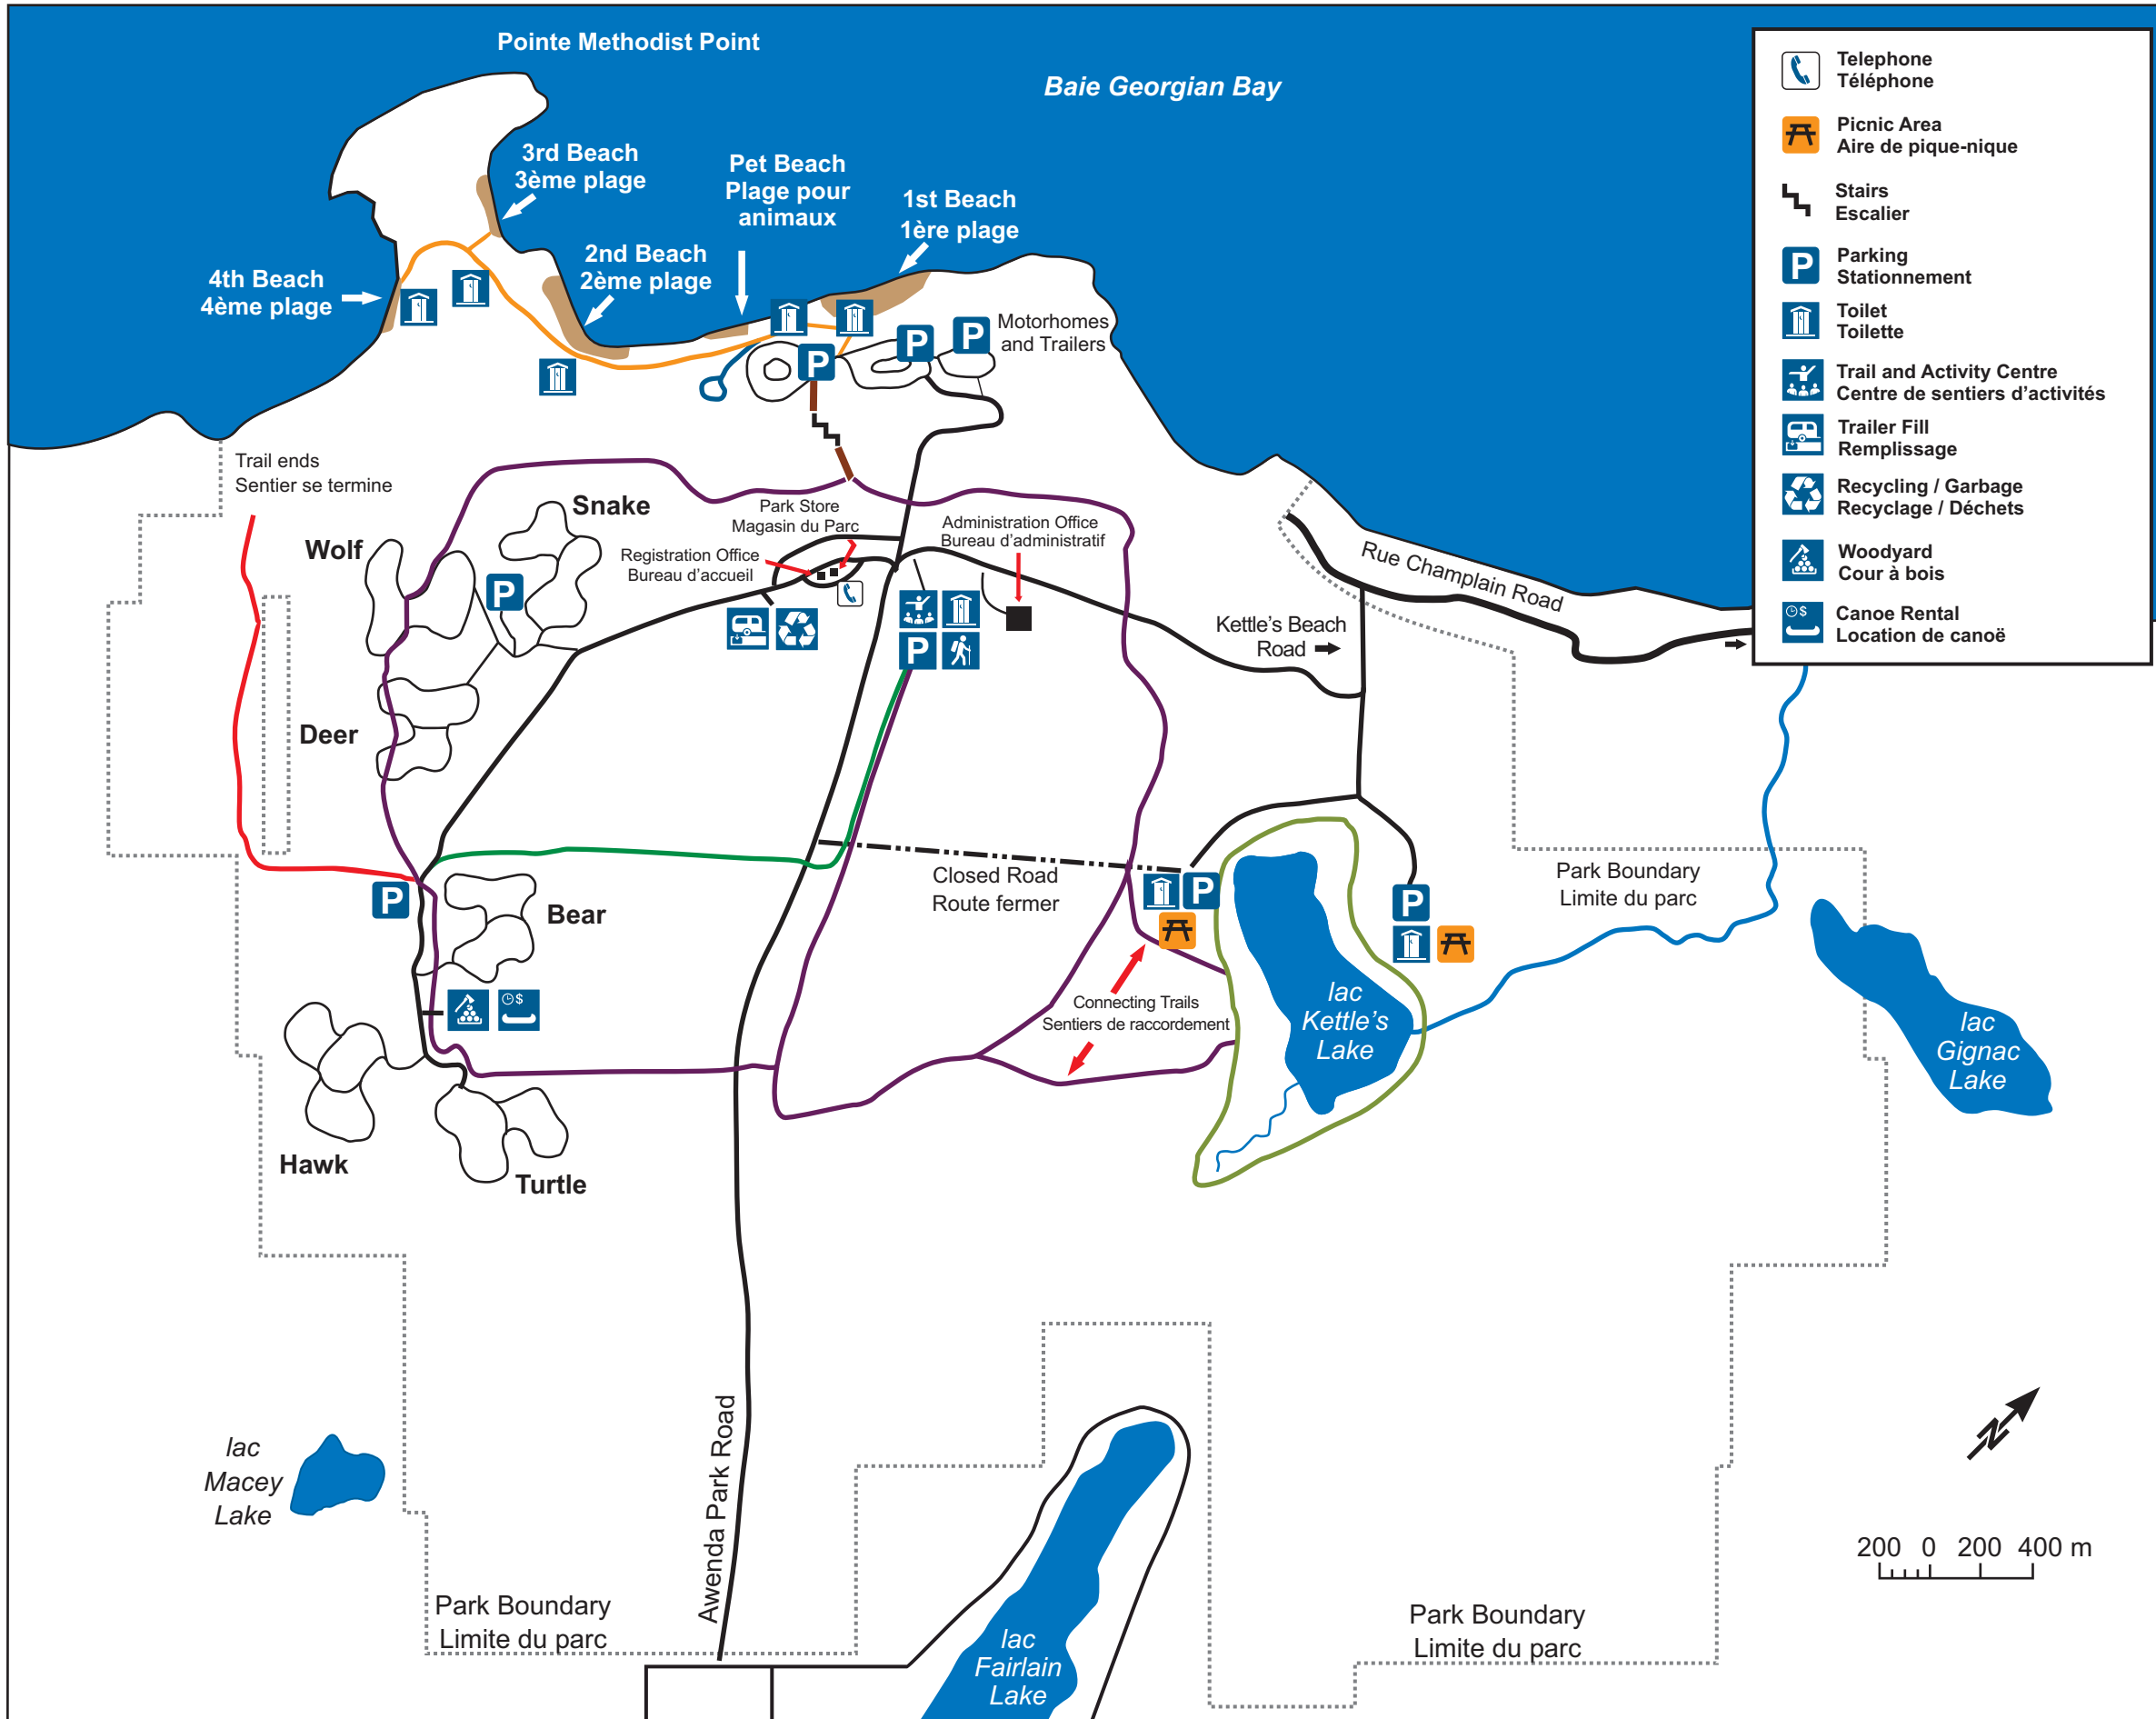 Pointe Methodist Point
Baie Georgian Bay
3rd Beach
3ème plage
Pet Beach
Plage pour
animaux
1st Beach
1ère plage
2nd Beach
2ème plage
4th Beach
4ème plage
Motorhomes
and Trailers
Telephone
Téléphone
Picnic Area
Aire de pique-nique
Stairs
Escalier
P
Parking
Stationnement
Toilet
Toilette
Trail and Activity Centre
Centre de sentiers d'activités
Trailer Fill
Remplissage
Recycling / Garbage
Recyclage / Déchets
Woodyard
Cour à bois
$
Canoe Rental
Location de canoë
P
P
P
Trail ends
Sentier se termine
Snake
Wolf
P
Park Store
Magasin du Parc
Registration Office
Bureau d'accueil
Administration Office
Bureau d'administratif
P
Rue Champlain Road
Kettle's Beach
Road
Deer
Closed Road
Route fermer
P
P
P
Bear
Park Boundary
Limite du parc
$
Connecting Trails
Sentiers de raccordement
lac
Kettle's
Lake
lac
Gignac
Lake
Hawk
Turtle
lac
Macey
Lake
Awenda Park Road
N
200 0 200 400 m
Park Boundary
Limite du parc
lac
Fairlain
Lake
Park Boundary
Limite du parc